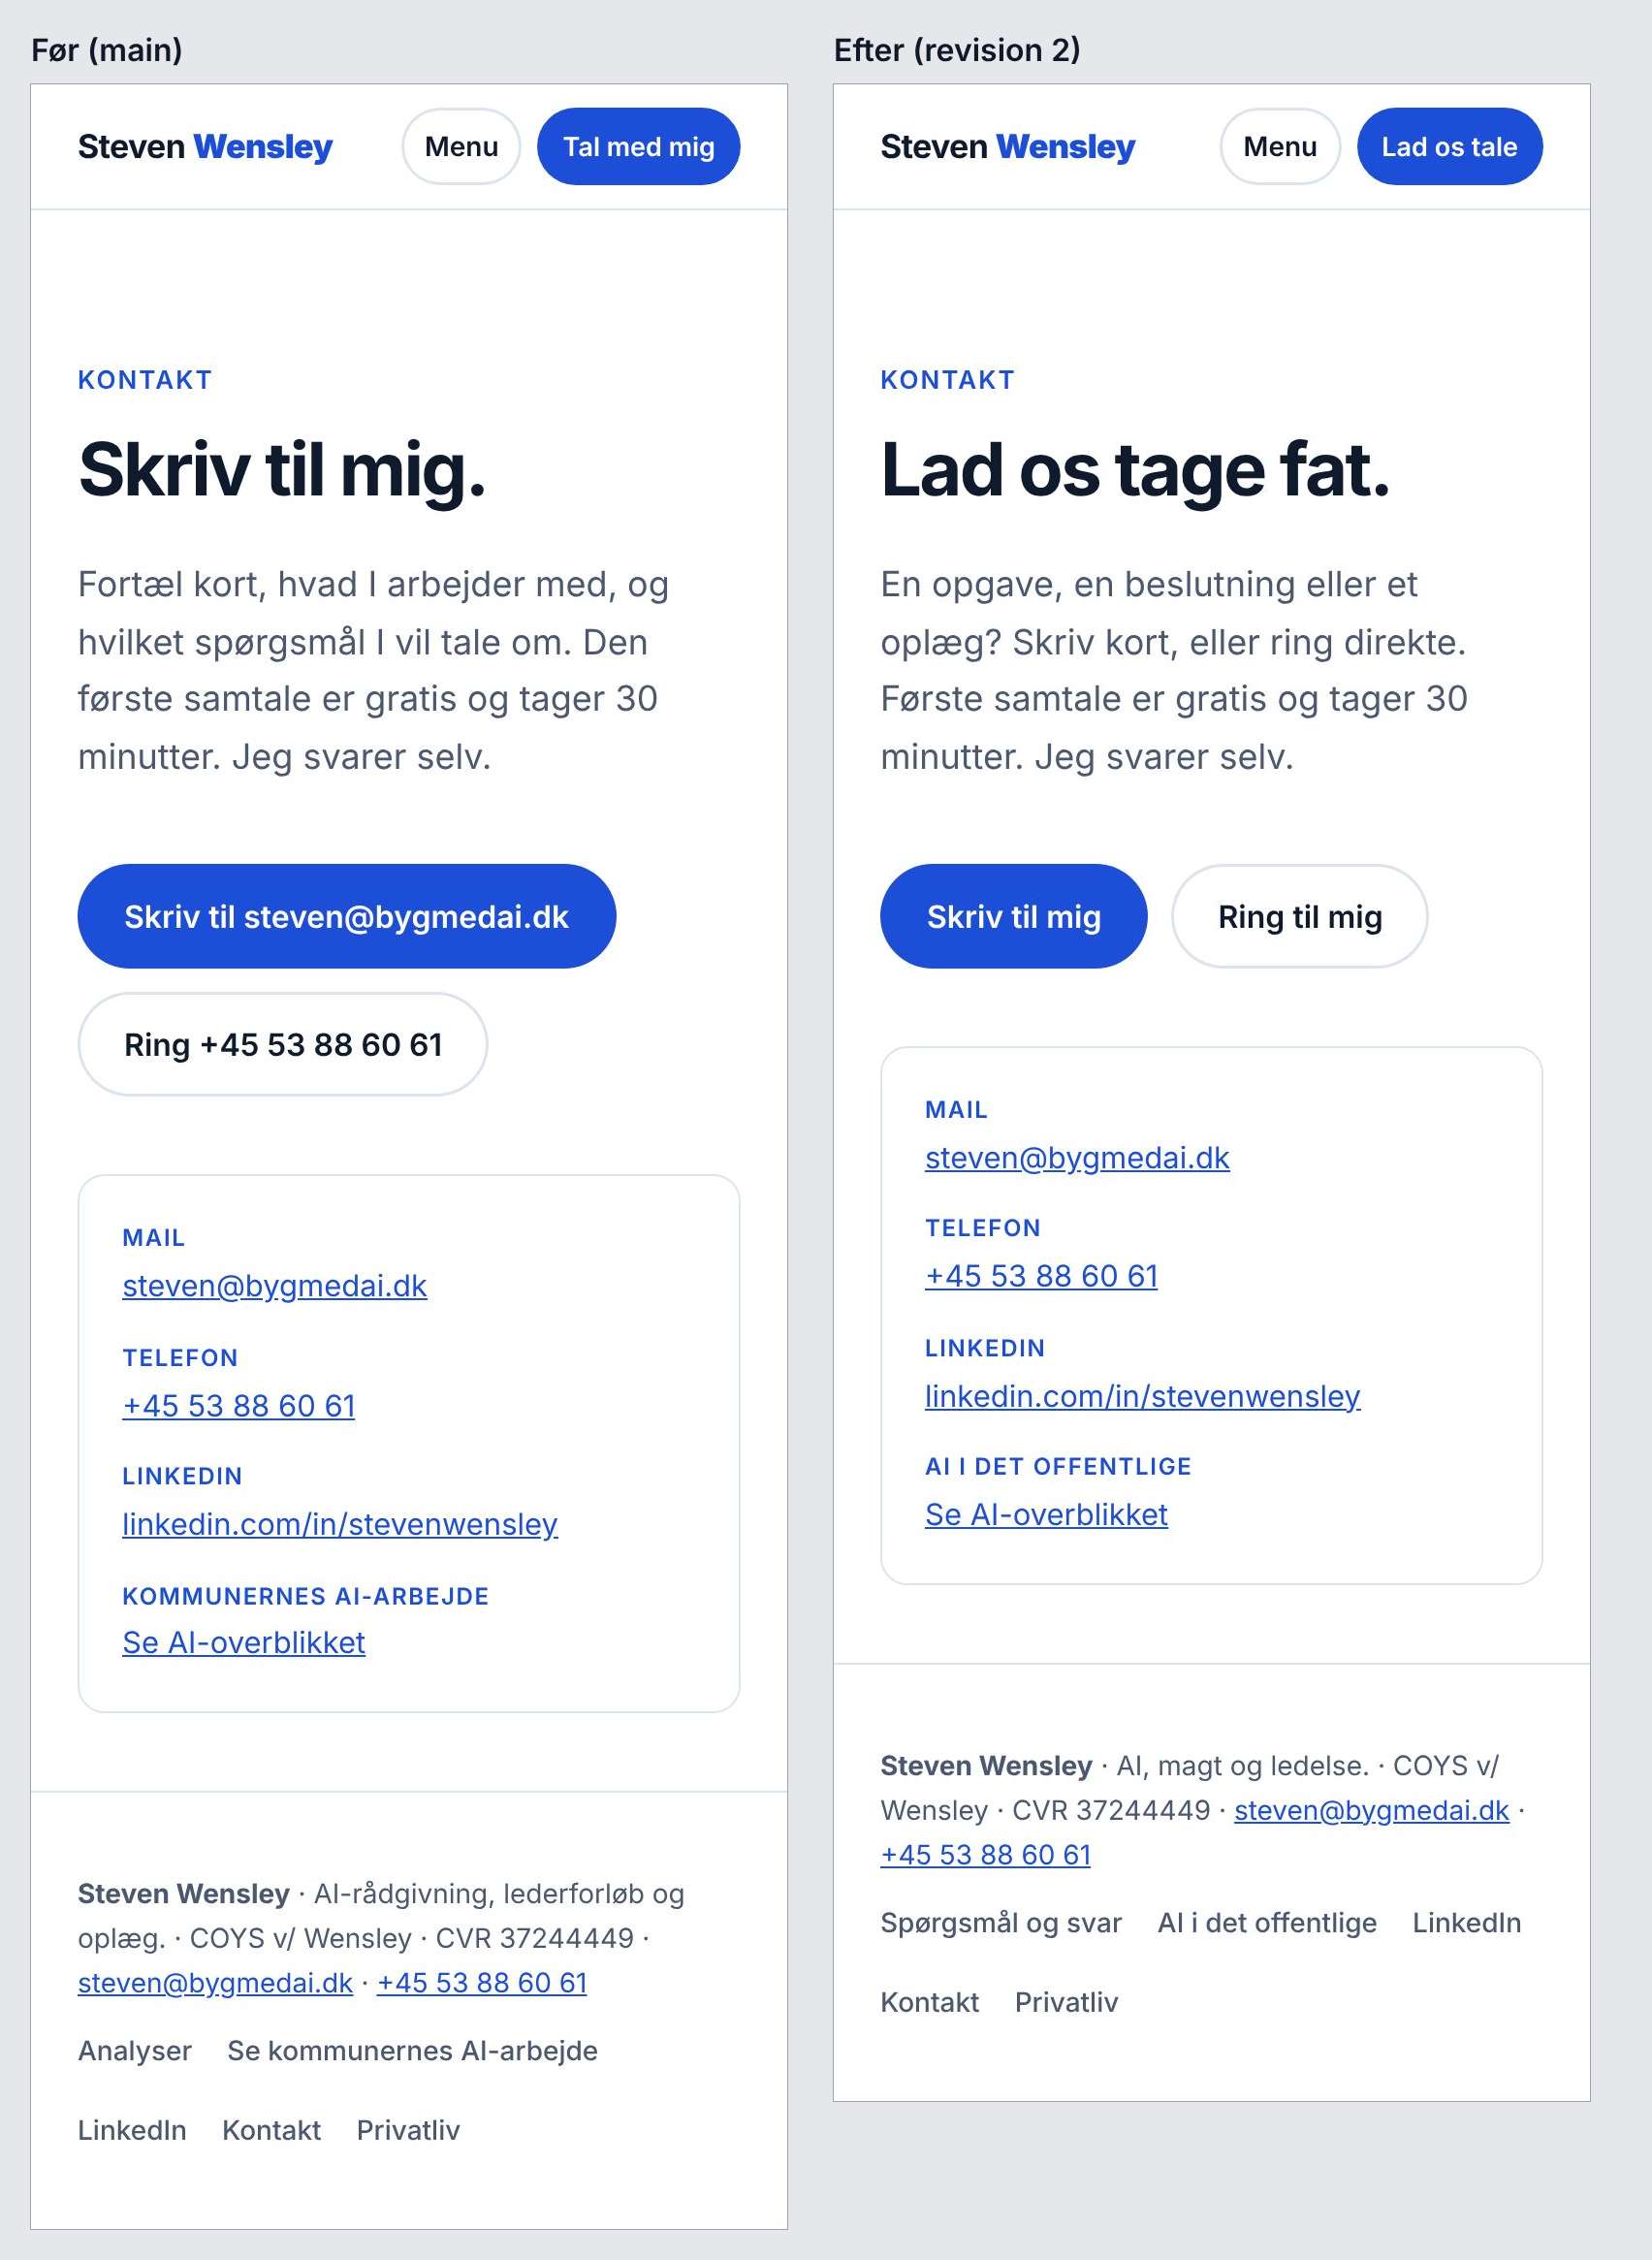 Før (main)
Steven Wensley
Menu
Tal med mig
KONTAKT
Skriv til mig.
Fortæl kort, hvad I arbejder med, og
hvilket spørgsmål I vil tale om. Den
første samtale er gratis og tager 30
minutter. Jeg svarer selv.
Skriv til steven@bygmedai.dk
Ring +45 53 88 60 61
MAIL
steven@bygmedai.dk
TELEFON
+45 53 88 60 61
LINKEDIN
linkedin.com/in/stevenwensley
KOMMUNERNES AI-ARBEJDE
Se AI-overblikket
Steven Wensley · AI-rådgivning, lederforløb og
oplæg. · COYS v/ Wensley · CVR 37244449 ·
steven@bygmedai.dk · +45 53 88 60 61
Analyser Se kommunernes AI-arbejde
LinkedIn Kontakt Privatliv
Efter (revision 2)
Steven Wensley
Menu
Lad os tale
KONTAKT
Lad os tage fat.
En opgave, en beslutning eller et
oplæg? Skriv kort, eller ring direkte.
Første samtale er gratis og tager 30
minutter. Jeg svarer selv.
Skriv til mig
Ring til mig
MAIL
steven@bygmedai.dk
TELEFON
+45 53 88 60 61
LINKEDIN
linkedin.com/in/stevenwensley
AI I DET OFFENTLIGE
Se AI-overblikket
Steven Wensley · AI, magt og ledelse. · COYS v/
Wensley · CVR 37244449 · steven@bygmedai.dk ·
+45 53 88 60 61
Spørgsmål og svar AI i det offentlige LinkedIn
Kontakt Privatliv